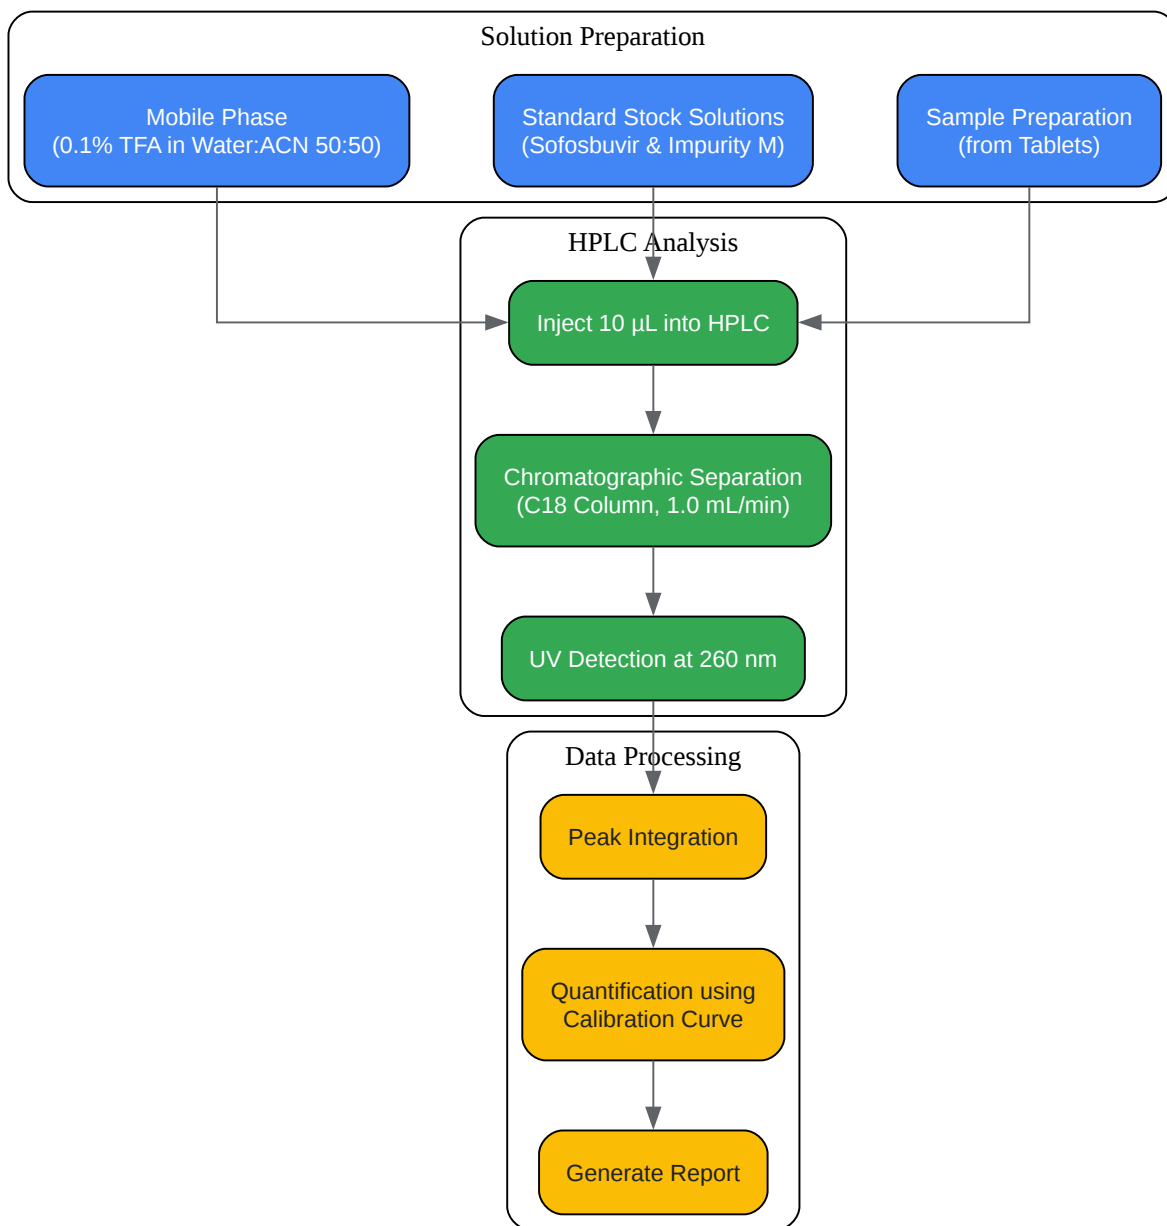 Solution Preparation
Mobile Phase
(0.1% TFA in Water:ACN 50:50)
Standard Stock Solutions
(Sofosbuvir & Impurity M)
Sample Preparation
(from Tablets)
HPLC Analysis
Inject 10 µL into HPLC
Chromatographic Separation
(C18 Column, 1.0 mL/min)
UV Detection at 260 nm
Data Processing
Peak Integration
Quantification using
Calibration Curve
Generate Report